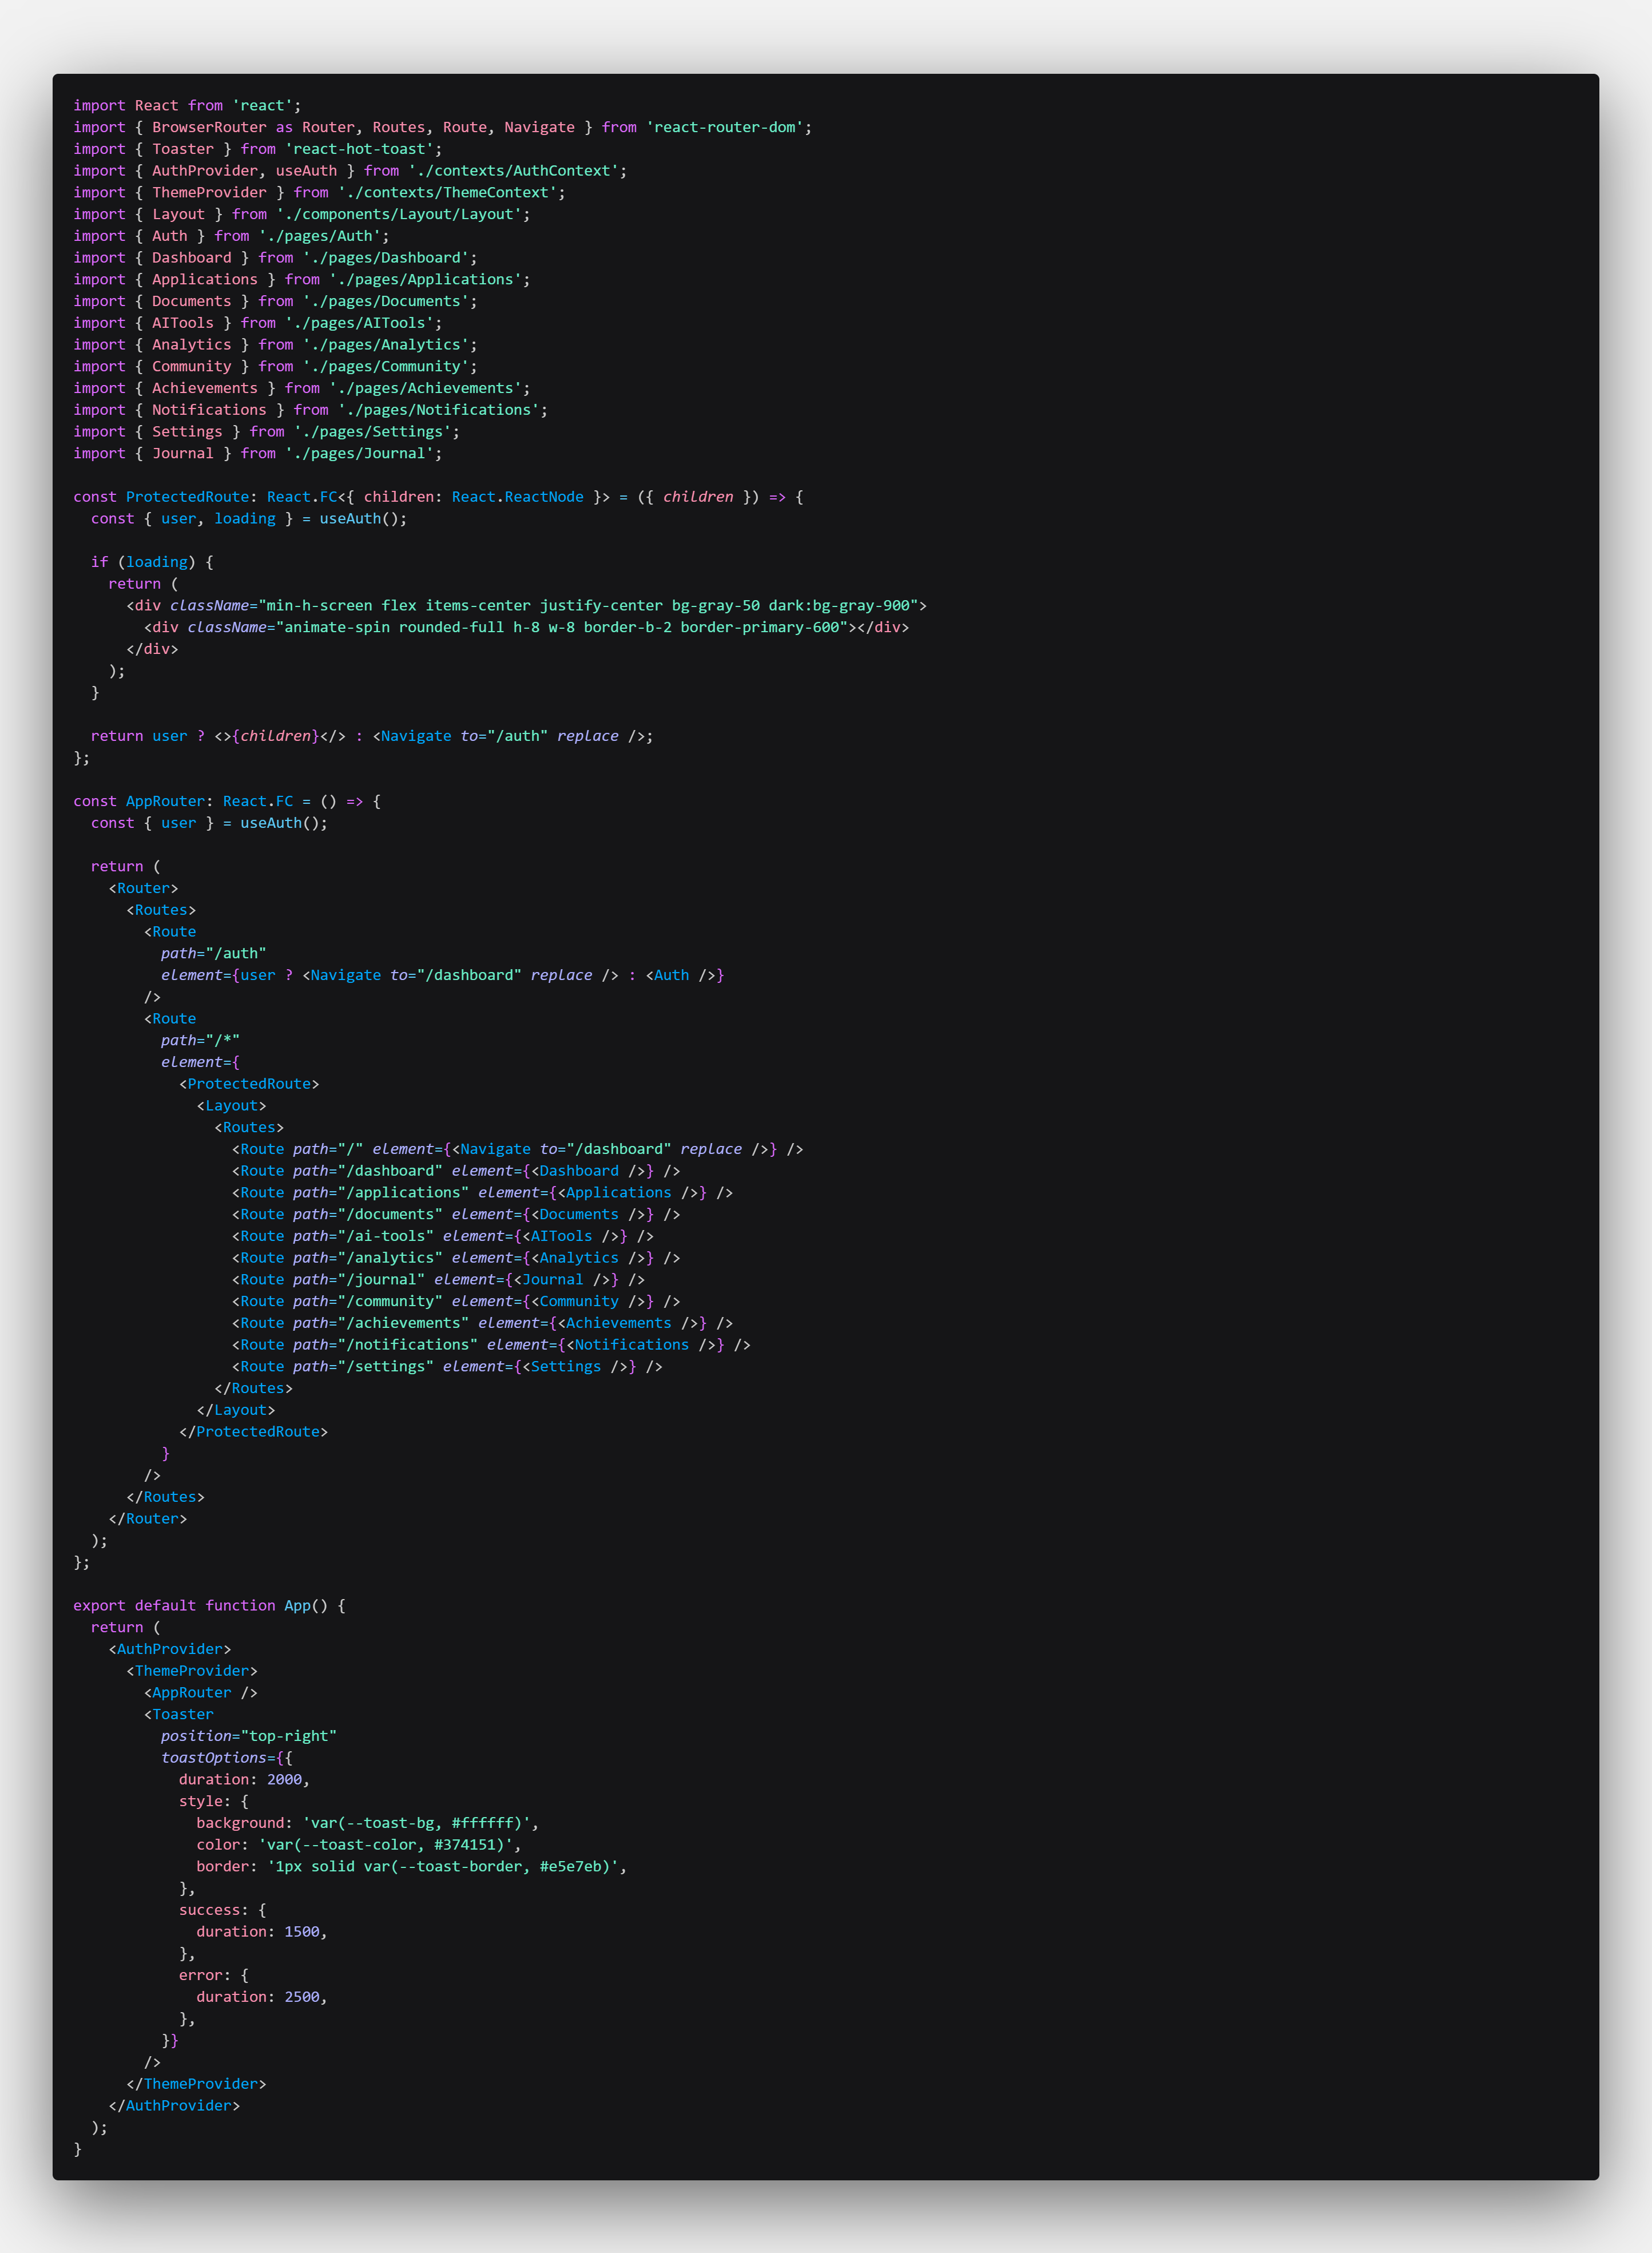 import React from 'react';
import { BrowserRouter as Router, Routes, Route, Navigate } from 'react-router-dom';
import { Toaster } from 'react-hot-toast';
import { AuthProvider, useAuth } from './contexts/AuthContext';
import { ThemeProvider } from './contexts/ThemeContext';
import { Layout } from './components/Layout/Layout';
import { Auth } from './pages/Auth';
import { Dashboard } from './pages/Dashboard';
import { Applications } from './pages/Applications';
import { Documents } from './pages/Documents';
import { AITools } from './pages/AITools';
import { Analytics } from './pages/Analytics';
import { Community } from './pages/Community';
import { Achievements } from './pages/Achievements';
import { Notifications } from './pages/Notifications';
import { Settings } from './pages/Settings';
import { Journal } from './pages/Journal';

const ProtectedRoute: React.FC<{ children: React.ReactNode }> = ({ children }) => {
  const { user, loading } = useAuth();

  if (loading) {
    return (
      <div className="min-h-screen flex items-center justify-center bg-gray-50 dark:bg-gray-900">
        <div className="animate-spin rounded-full h-8 w-8 border-b-2 border-primary-600"></div>
      </div>
    );
  }

  return user ? <>{children}</> : <Navigate to="/auth" replace />;
};

const AppRouter: React.FC = () => {
  const { user } = useAuth();

  return (
    <Router>
      <Routes>
        <Route
          path="/auth"
          element={user ? <Navigate to="/dashboard" replace /> : <Auth />}
        />
        <Route
          path="/*"
          element={
            <ProtectedRoute>
              <Layout>
                <Routes>
                  <Route path="/" element={<Navigate to="/dashboard" replace />} />
                  <Route path="/dashboard" element={<Dashboard />} />
                  <Route path="/applications" element={<Applications />} />
                  <Route path="/documents" element={<Documents />} />
                  <Route path="/ai-tools" element={<AITools />} />
                  <Route path="/analytics" element={<Analytics />} />
                  <Route path="/journal" element={<Journal />} />
                  <Route path="/community" element={<Community />} />
                  <Route path="/achievements" element={<Achievements />} />
                  <Route path="/notifications" element={<Notifications />} />
                  <Route path="/settings" element={<Settings />} />
                </Routes>
              </Layout>
            </ProtectedRoute>
          }
        />
      </Routes>
    </Router>
  );
};

export default function App() {
  return (
    <AuthProvider>
      <ThemeProvider>
        <AppRouter />
        <Toaster
          position="top-right"
          toastOptions={{
            duration: 2000,
            style: {
              background: 'var(--toast-bg, #ffffff)',
              color: 'var(--toast-color, #374151)',
              border: '1px solid var(--toast-border, #e5e7eb)',
            },
            success: {
              duration: 1500,
            },
            error: {
              duration: 2500,
            },
          }}
        />
      </ThemeProvider>
    </AuthProvider>
  );
}